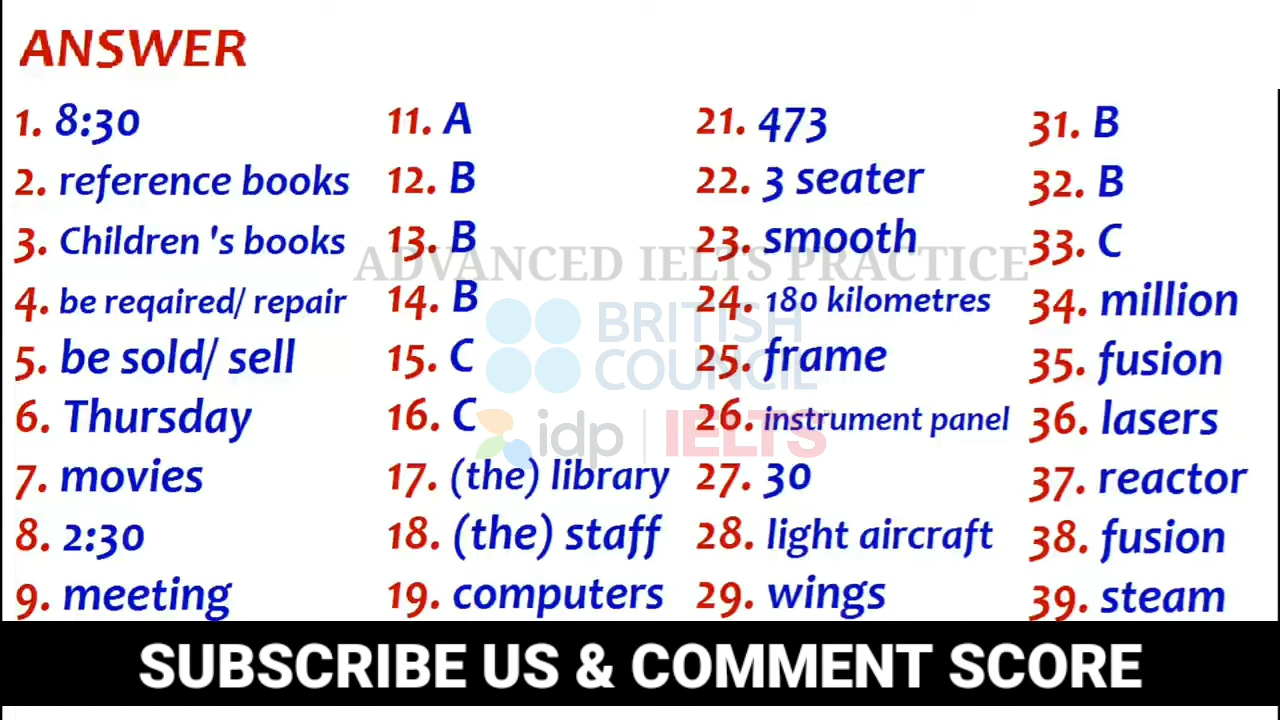 ANSWER
1. 8:30
2. reference books
3. Children 's books
4. be reqaired/ repair
5. be sold/ sell
6. Thursday
7. movies
8. 2:30
9. meeting
11. A
12. B
13. B
14. B
15. C
16. C
17. (the) library
18. (the) staff
19. computers
21. 473
22. 3 seater
23. smooth
24. 180 kilometres
25. frame
26. instrument panel
27. 30
28. light aircraft
29. wings
31. B
32. B
33. C
34. million
35. fusion
36. lasers
37. reactor
38. fusion
39. steam
ADVANCED IELTS PRACTICE
BRITISH
COUNCIL
idp IELTS
SUBSCRIBE US & COMMENT SCORE